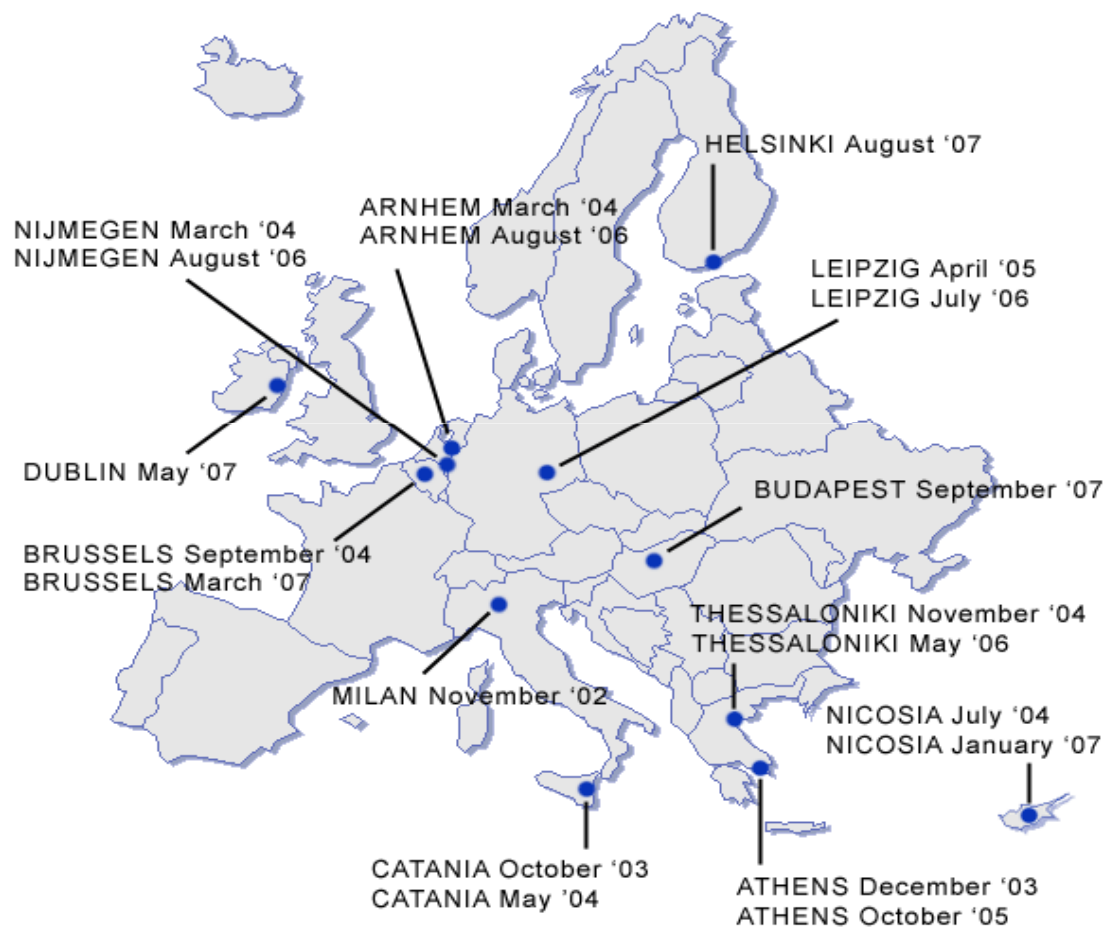 HELSINKI August ‘07
ARNHEM March ‘04
ARNHEM August ‘06
NIJMEGEN March ‘04
NIJMEGEN August ‘06
LEIPZIG April ‘05
LEIPZIG July ‘06
DUBLIN May ‘07
BUDAPEST September ‘07
BRUSSELS September ‘04
BRUSSELS March ‘07
THESSALONIKI November ‘04
THESSALONIKI May ‘06
MILAN November ‘02
NICOSIA July ‘04
NICOSIA January ‘07
CATANIA October ‘03
CATANIA May ‘04
ATHENS December ‘03
ATHENS October ‘05